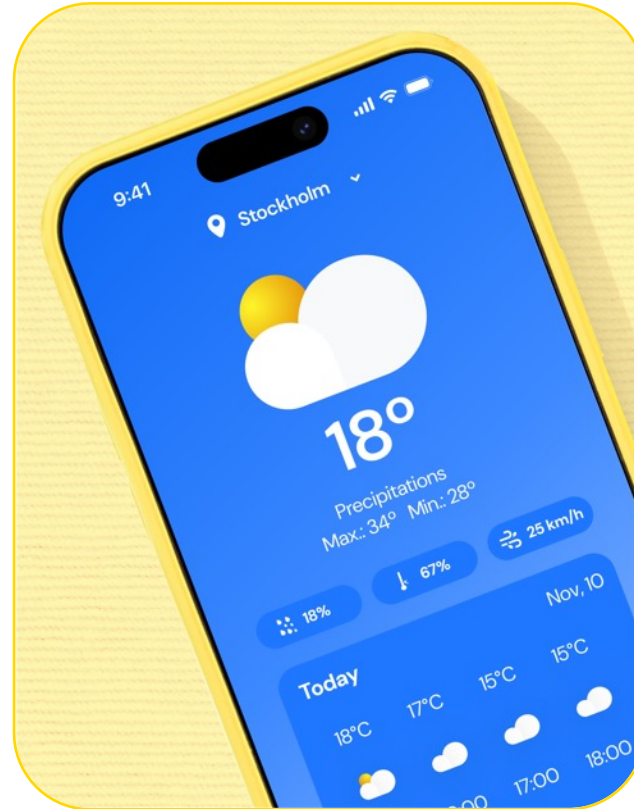 9:41
Stockholm
18°
Precipitations
Max.: 34° Min.: 28°
18% 67% 25 km/h
Today Nov, 10
18°C 17°C 15°C 15°C
17:00 18:00